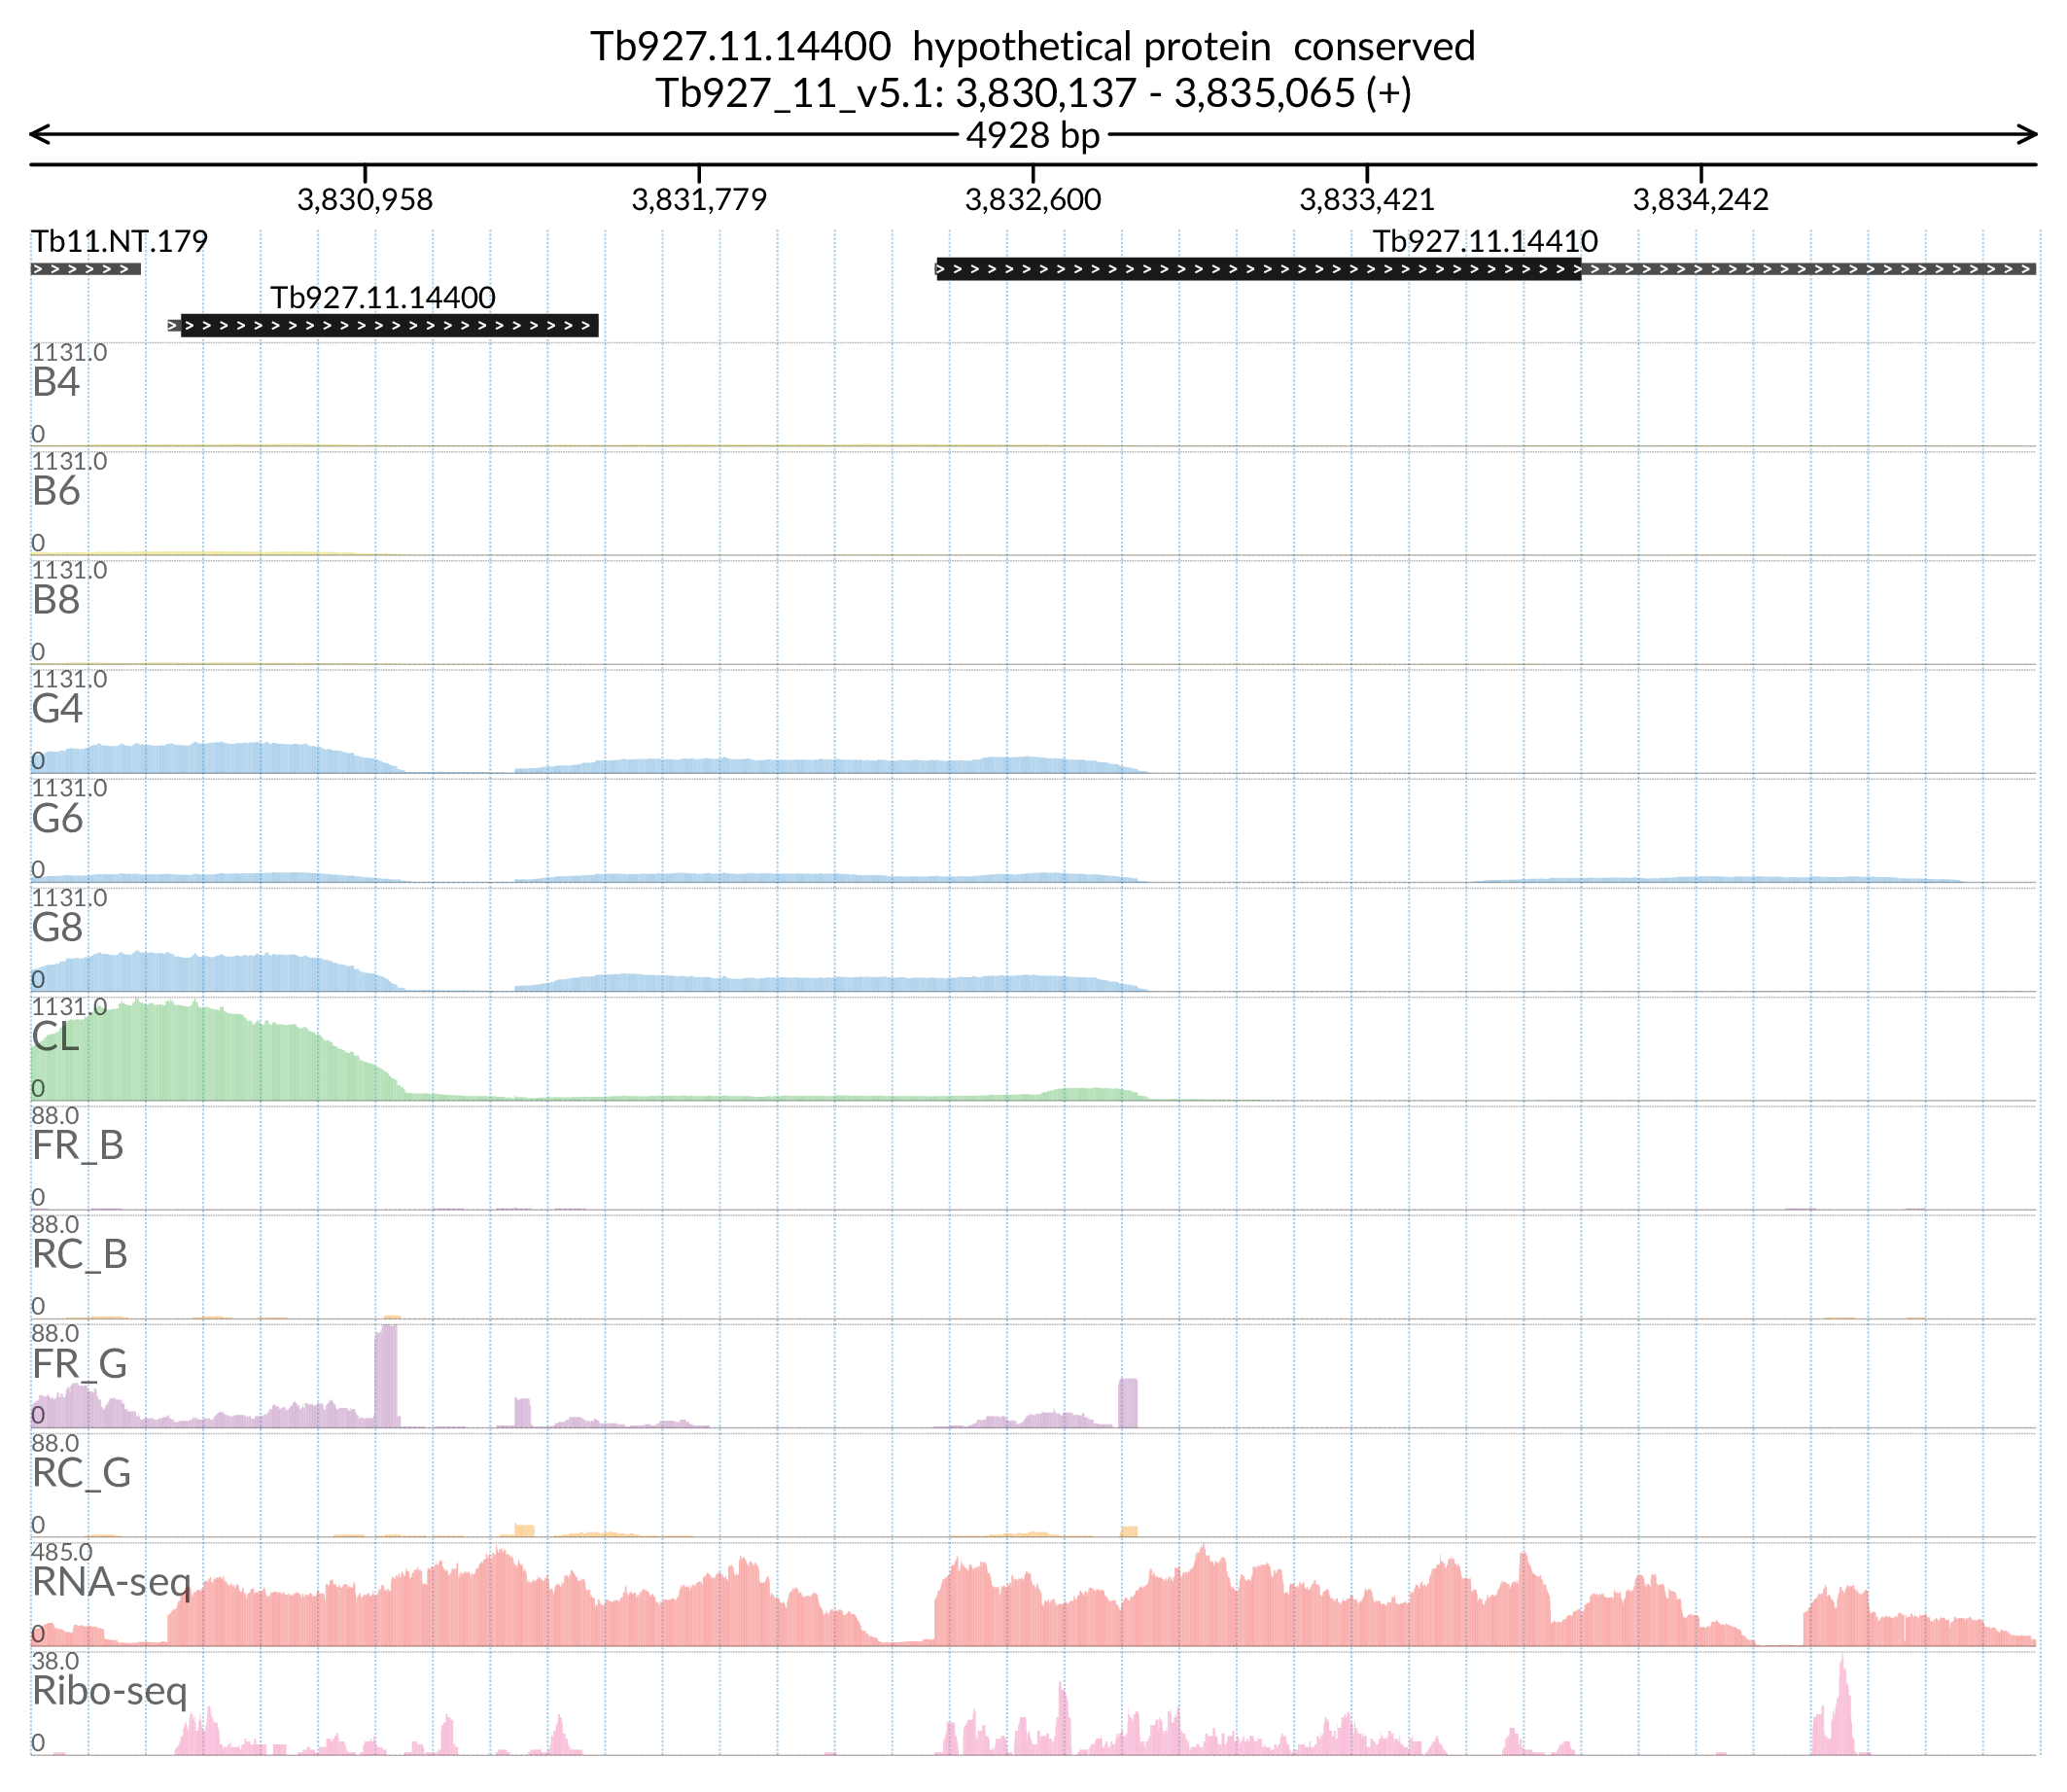 Tb927.11.14400  hypothetical protein  conserved
Tb927_11_v5.1: 3,830,137 - 3,835,065 (+)
4928 bp
3,830,958 3,831,779 3,832,600 3,833,421 3,834,242
Tb11.NT.179 Tb927.11.14410
Tb927.11.14400
1131.0
B4
0
1131.0
B6
0
1131.0
B8
0
1131.0
G4
0
1131.0
G6
0
1131.0
G8
0
1131.0
CL
0
88.0
FR_B
0
88.0
RC_B
0
88.0
FR_G
0
88.0
RC_G
0
485.0
RNA-seq
0
38.0
Ribo-seq
0